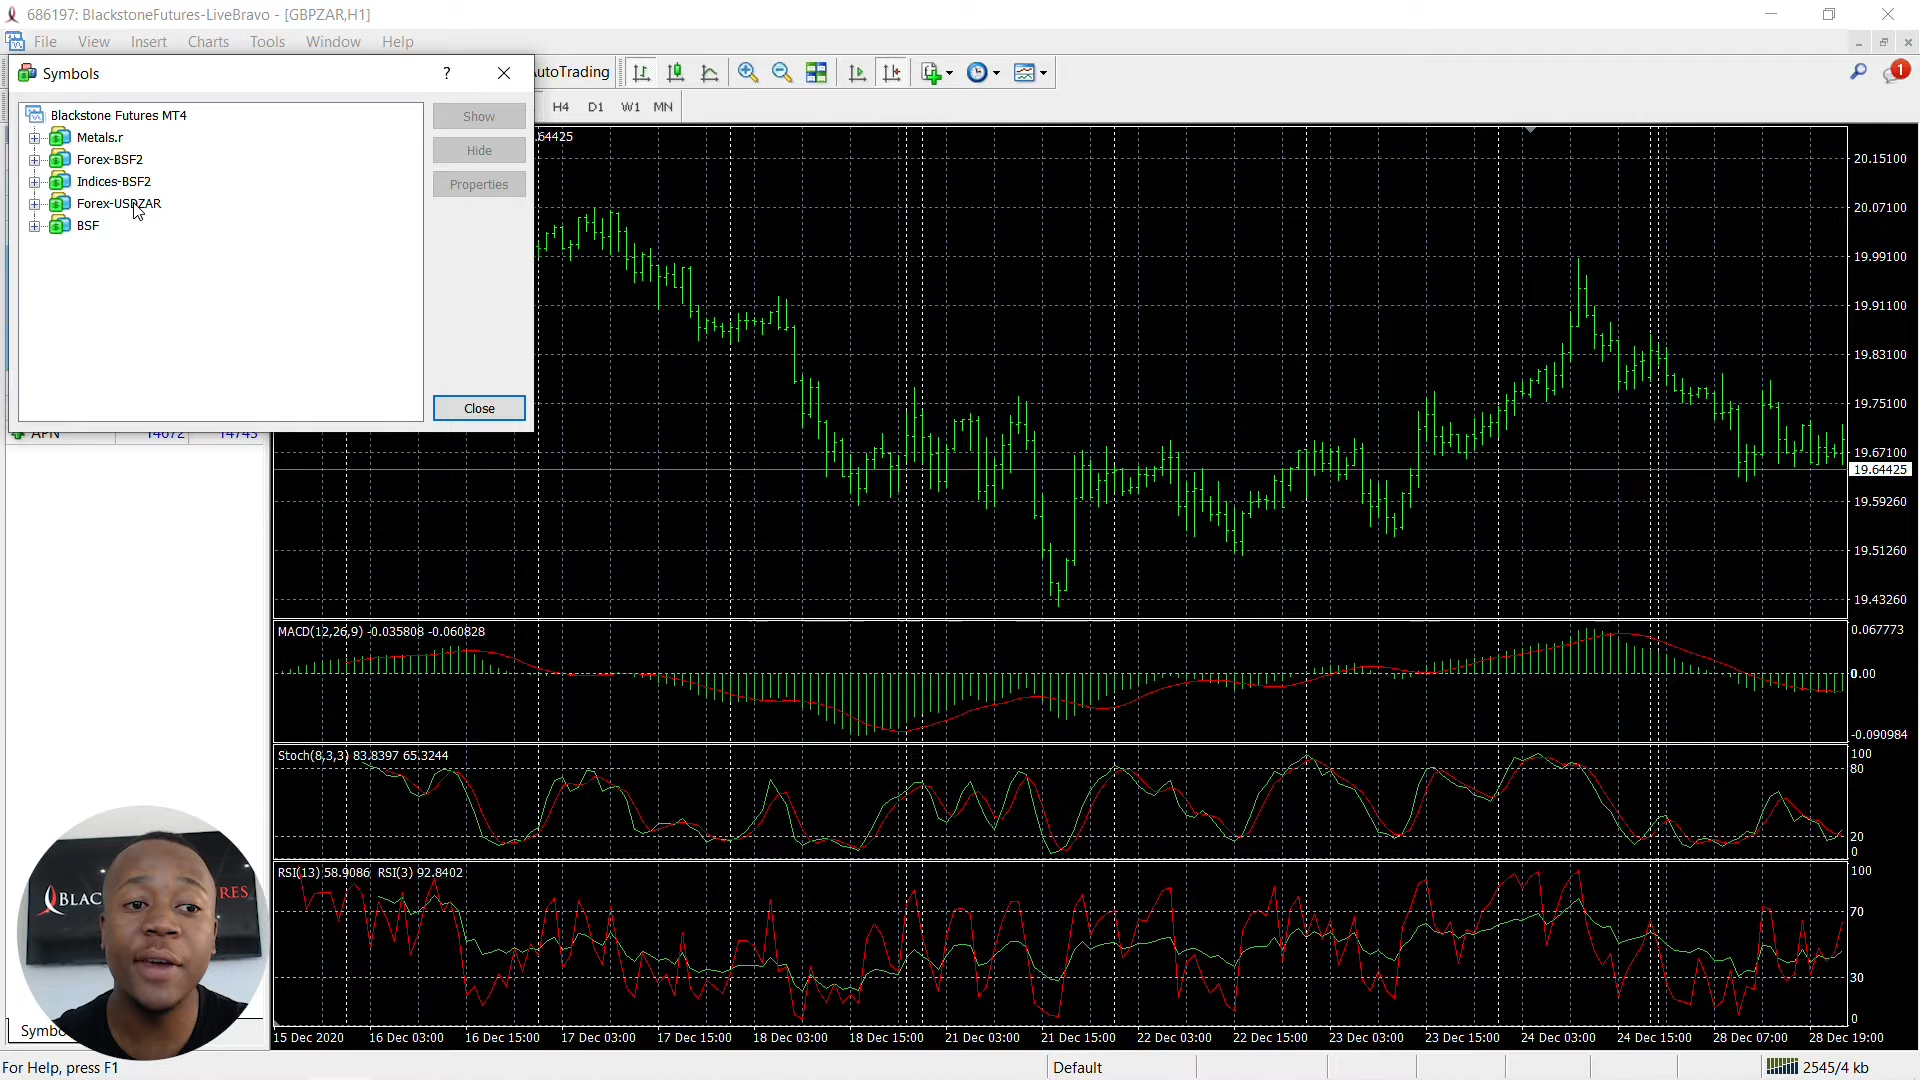 686197: BlackstoneFutures-LiveBravo - [GBPZAR,H1]
File View Insert Charts Tools Window Help
Symbols ?
AutoTrading
1
Blackstone Futures MT4
Metals.r
Forex-BSF2
Indices-BSF2
Forex-USDZAR
BSF
Show
Hide
Properties
Close
H4 D1 W1 MN
.64425
APN 14672 14743
20.15100
20.07100
19.99100
19.91100
19.83100
19.75100
19.67100
19.64425
19.59260
19.51260
19.43260
MACD(12,26,9) -0.035808 -0.060828
0.067773
0.00
-0.090984
Stoch(8,3,3) 83.8397 65.3244
100
80
20
0
RSI(13) 58.9086 RSI(3) 92.8402
100
70
30
0
BLAC RES
Symbo
15 Dec 2020 16 Dec 03:00 16 Dec 15:00 17 Dec 03:00 17 Dec 15:00 18 Dec 03:00 18 Dec 15:00 21 Dec 03:00 21 Dec 15:00 22 Dec 03:00 22 Dec 15:00 23 Dec 03:00 23 Dec 15:00 24 Dec 03:00 24 Dec 15:00 28 Dec 07:00 28 Dec 19:00
For Help, press F1
Default
2545/4 kb